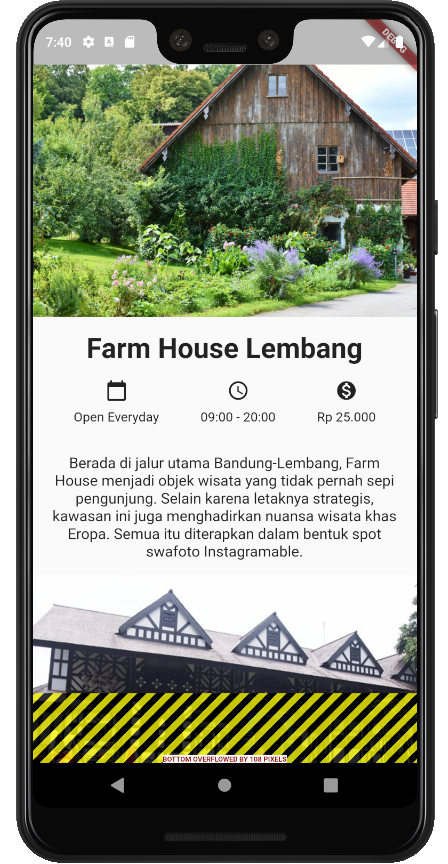 7:40
DEBUG
Farm House Lembang
Open Everyday
09:00 - 20:00
Rp 25.000
Berada di jalur utama Bandung-Lembang, Farm
House menjadi objek wisata yang tidak pernah sepi
pengunjung. Selain karena letaknya strategis,
kawasan ini juga menghadirkan nuansa wisata khas
Eropa. Semua itu diterapkan dalam bentuk spot
swafoto Instagramable.
BOTTOM OVERFLOWED BY 108 PIXELS